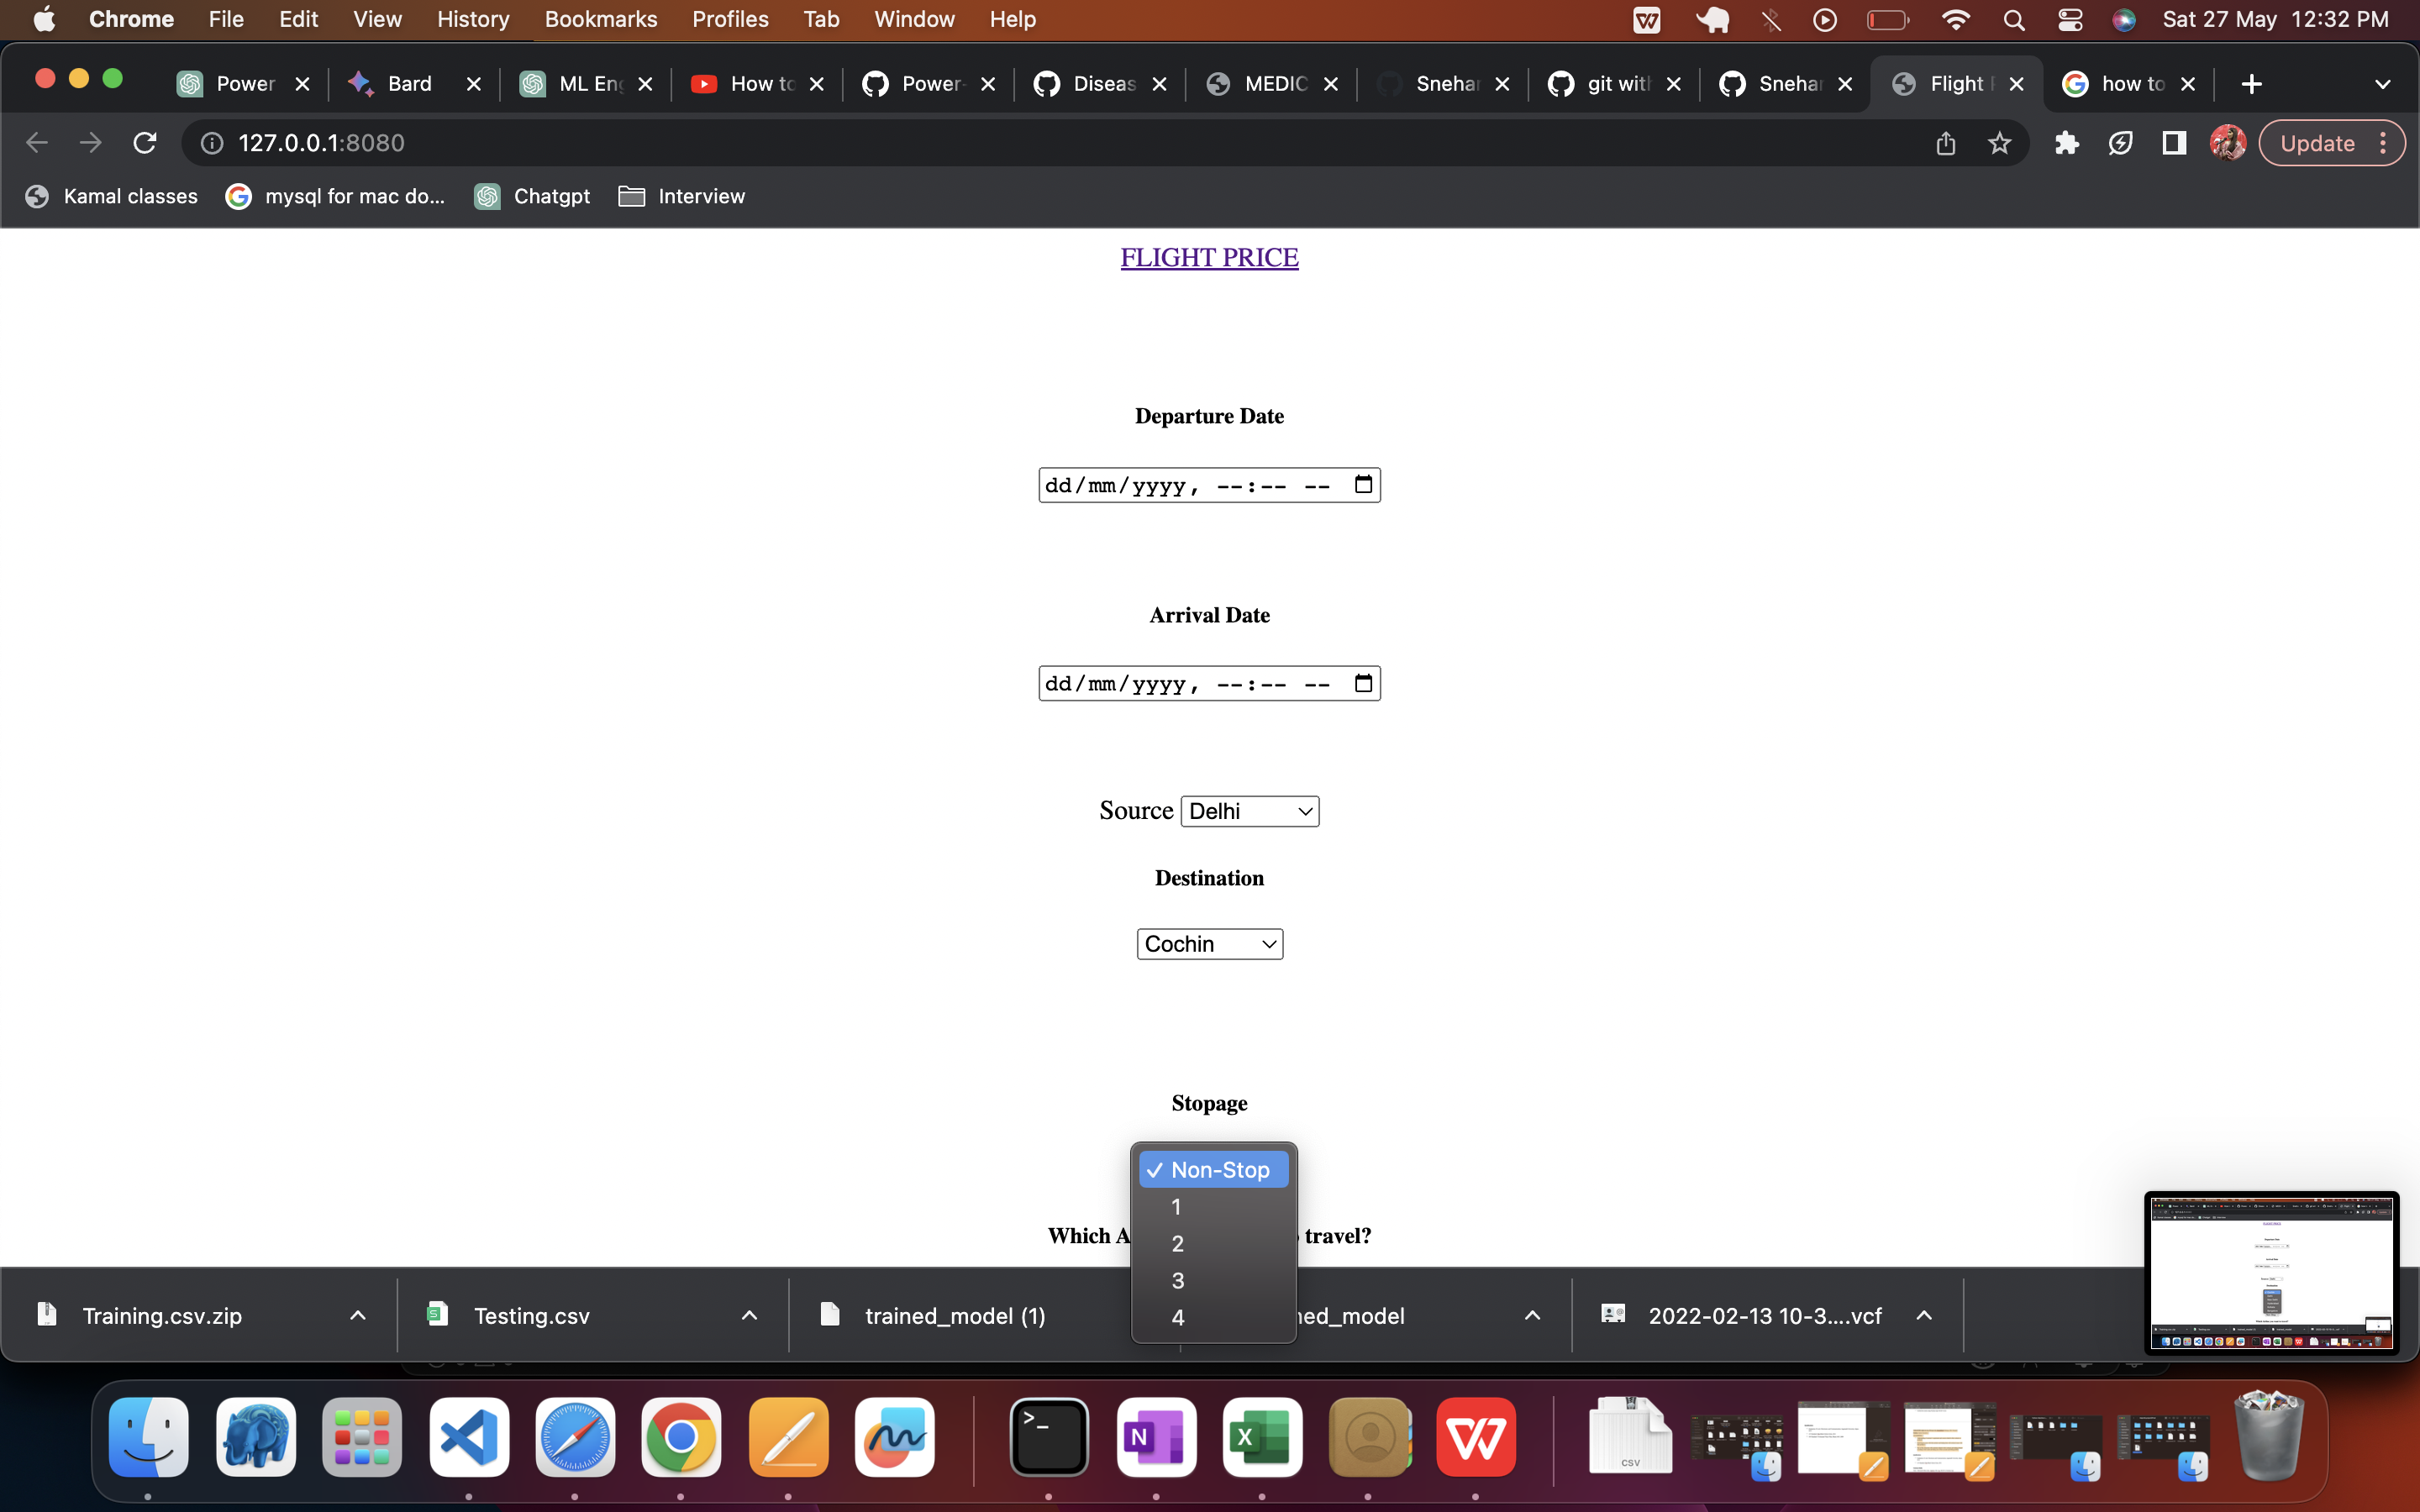 Chrome File Edit View History Bookmarks Profiles Tab Window Help Sat 27 May 12:32 PM
Power Bard ML Eng How to Power- Diseas MEDIC Snehar git with Snehar Flight how to
127.0.0.1:8080 Update
Kamal classes mysql for mac do... Chatgpt Interview
FLIGHT PRICE
Departure Date
dd/mm/yyyy, --:-- --
Arrival Date
dd/mm/yyyy, --:-- --
Source Delhi
Destination
Cochin
Stopage
✓ Non-Stop
1
2
3
4
Which A travel?
Training.csv.zip Testing.csv trained_model (1) ned_model 2022-02-13 10-3....vcf
>_ N X W CSV